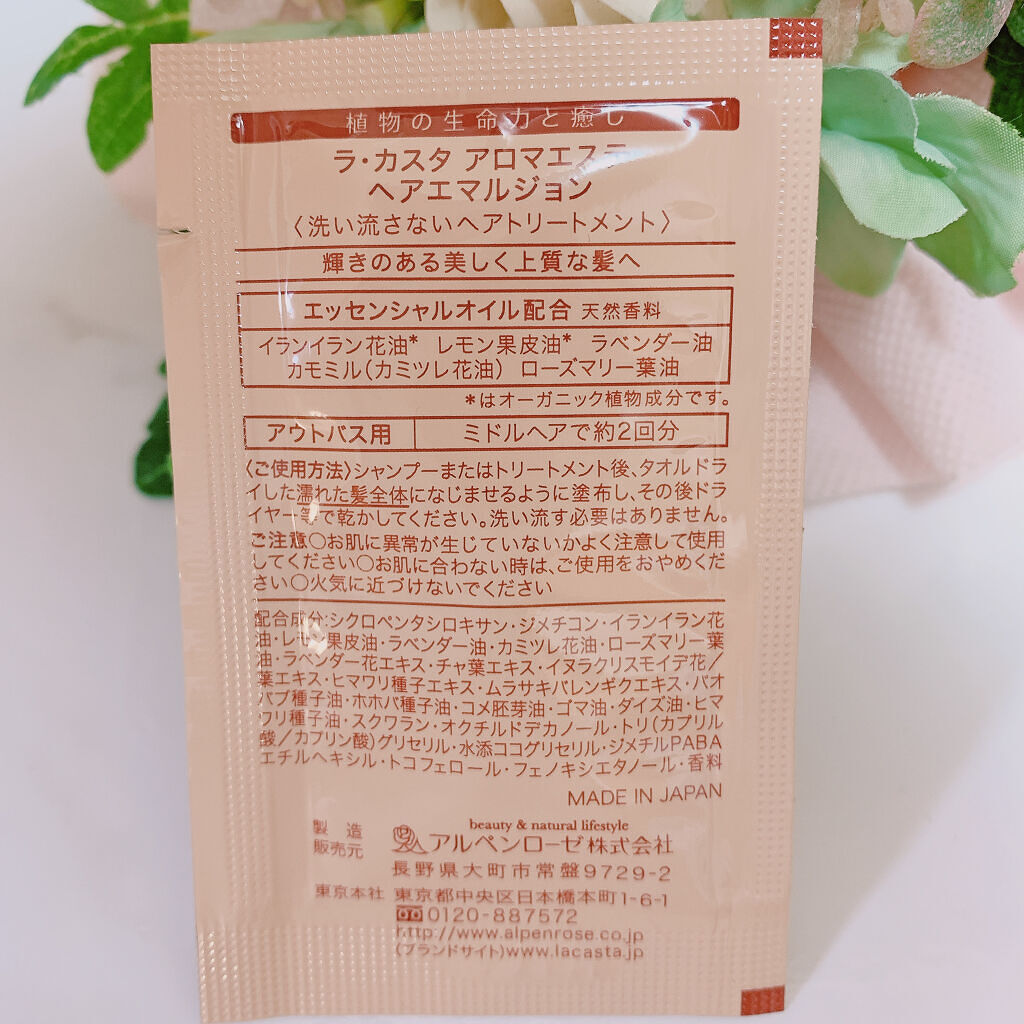 植物の生命力と癒し
ラ・カスタ アロマエステ
ヘアエマルジョン
〈洗い流さないヘアトリートメント〉
輝きのある美しく上質な髪へ
エッセンシャルオイル配合 天然香料
イランイラン花油* レモン果皮油* ラベンダー油
カモミル(カミツレ花油) ローズマリー葉油
*はオーガニック植物成分です。
アウトバス用 ミドルヘアで約2回分
〈ご使用方法〉シャンプーまたはトリートメント後、タオルドラ
イした濡れた髪全体になじませるように塗布し、その後ドラ
イヤー等で乾かしてください。洗い流す必要はありません。
ご注意〇お肌に異常が生じていないかよく注意して使用
してください〇お肌に合わない時は、ご使用をおやめくだ
さい〇火気に近づけないでください
配合成分:シクロペンタシロキサン・ジメチコン・イランイラン花
油・レモン果皮油・ラベンダー油・カミツレ花油・ローズマリー葉
油・ラベンダー花エキス・チャ葉エキス・イヌラクリスモイデ花/
葉エキス・ヒマワリ種子エキス・ムラサキバレンギクエキス・バオ
バブ種子油・ホホバ種子油・コメ胚芽油・ゴマ油・ダイズ油・ヒマ
ワリ種子油・スクワラン・オクチルドデカノール・トリ(カプリル
酸/カプリン酸)グリセリル・水添ココグリセリル・ジメチルPABA
エチルヘキシル・トコフェロール・フェノキシエタノール・香料
MADE IN JAPAN
beauty & natural lifestyle
製造
販売元 アルペンローゼ株式会社
長野県大町市常盤9729-2
東京本社 東京都中央区日本橋本町1-6-1
0120-887572
http://www.alpenrose.co.jp
(ブランドサイト)www.lacasta.jp